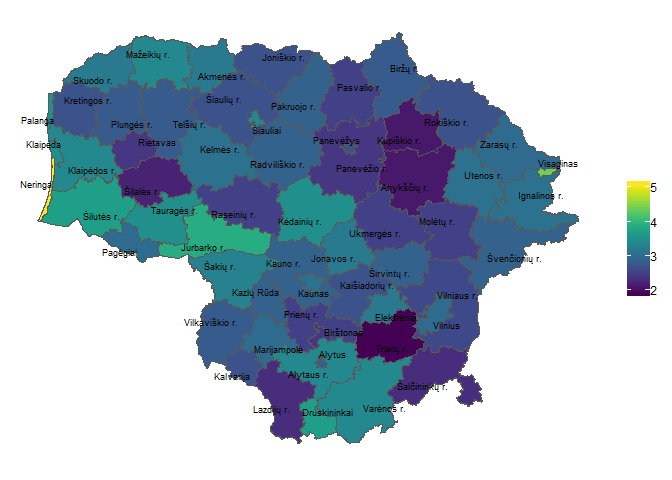 Mažeikių r.
Joniškio r.
Biržų r.
Skuodo r.
Akmenės r.
Pasvalio r.
Kretingos r.
Šiaulių r.
Pakruojo r.
Palanga
Plungės r.
Telšių r.
Šiauliai
Rokiškio r.
Klaipėda
Rietavas
Kelmės r.
Panevėžys
Kupiškio r.
Zarasų r.
Klaipėdos r.
Radviliškio r.
Panevėžio r.
Utenos r.
Visaginas
Neringa
Šilalės r.
Anykščių r.
Ignalinos r.
Šilutės r.
Tauragės r.
Raseinių r.
Kėdainių r.
Ukmergės r.
Molėtų r.
Pagėgiai
Jurbarko r.
Šakių r.
Kauno r.
Jonavos r.
Širvintų r.
Švenčionių r.
Kazlų Rūda
Kaunas
Kaišiadorių r.
Vilniaus r.
Vilkaviškio r.
Prienų r.
Birštonas
Elektrėnai
Vilnius
Marijampolė
Alytus
Trakų r.
Kalvarija
Alytaus r.
Šalčininkų r.
Lazdijų r.
Druskininkai
Varėnos r.
5
4
3
2